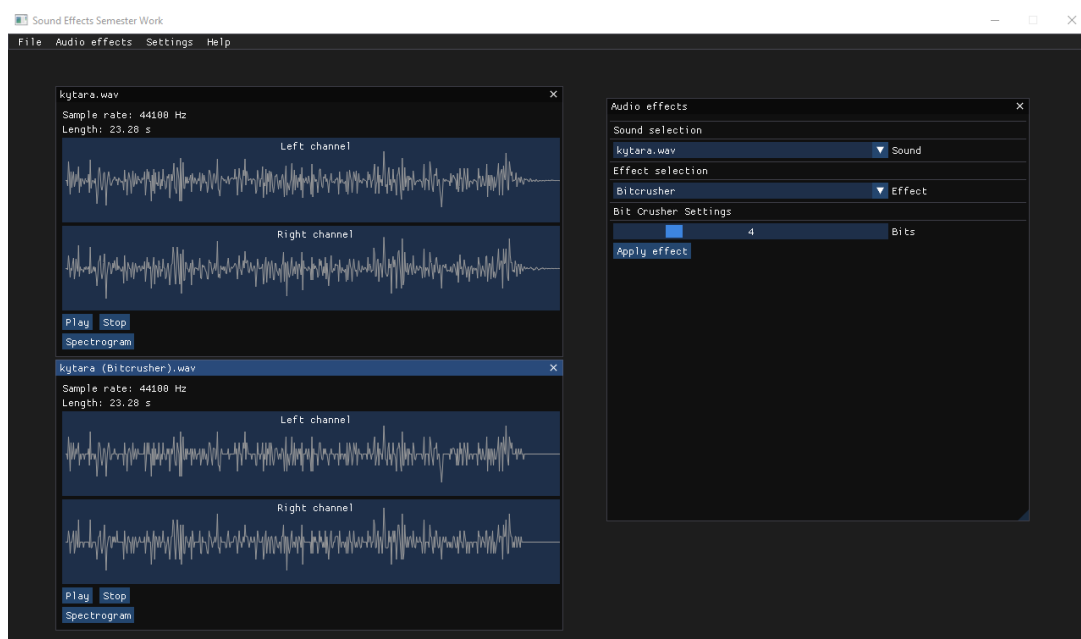 Sound Effects Semester Work
File Audio effects Settings Help
kytara.wav
Sample rate: 44100 Hz
Length: 23.28 s
Left channel
Right channel
Play Stop
Spectrogram
kytara (Bitcrusher).wav
Sample rate: 44100 Hz
Length: 23.28 s
Left channel
Right channel
Play Stop
Spectrogram
Audio effects
Sound selection
kytara.wav Sound
Effect selection
Bitcrusher Effect
Bit Crusher Settings
4 Bits
Apply effect